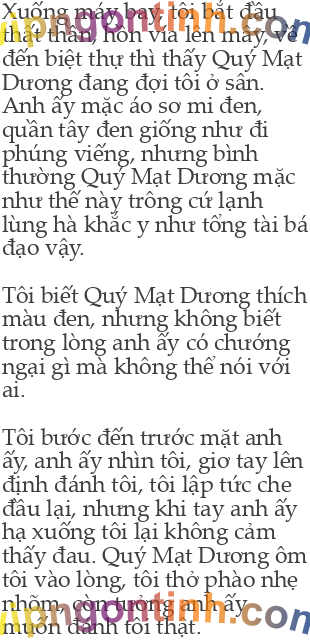 Xuống máy bay, tôi bắt đầu
thất thần, hồn vía lên mây, về
đến biệt thự thì thấy Quý Mạt
Dương đang đợi tôi ở sân.
Anh ấy mặc áo sơ mi đen,
quần tây đen giống như đi
phúng viếng, nhưng bình
thường Quý Mạt Dương mặc
như thế này trông cứ lạnh
lùng hà khắc y như tổng tài bá
đạo vậy.
Tôi biết Quý Mạt Dương thích
màu đen, nhưng không biết
trong lòng anh ấy có chướng
ngại gì mà không thể nói với
ai.
Tôi bước đến trước mặt anh
ấy, anh ấy nhìn tôi, giơ tay lên
định đánh tôi, tôi lập tức che
đầu lại, nhưng khi tay anh ấy
hạ xuống tôi lại không cảm
thấy đau. Quý Mạt Dương ôm
tôi vào lòng, tôi thở phào nhẹ
nhõm, còn tưởng anh ấy
muốn đánh tôi thật.
vipngontinh.com
vipngontinh.com